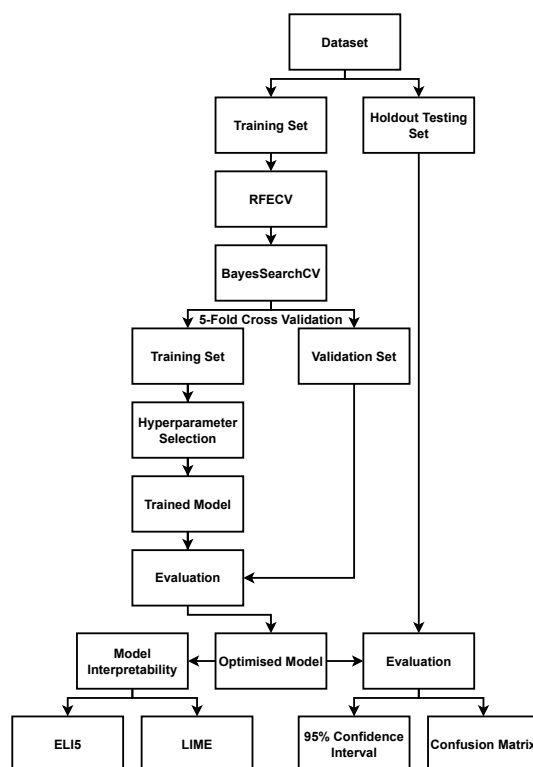 Dataset
Training Set
Holdout Testing
Set
RFECV
BayesSearchCV
5-Fold Cross Validation
Training Set
Validation Set
Hyperparameter
Selection
Trained Model
Evaluation
Model
Interpretability
Optimised Model
Evaluation
ELI5
LIME
95% Confidence
Interval
Confusion Matrix